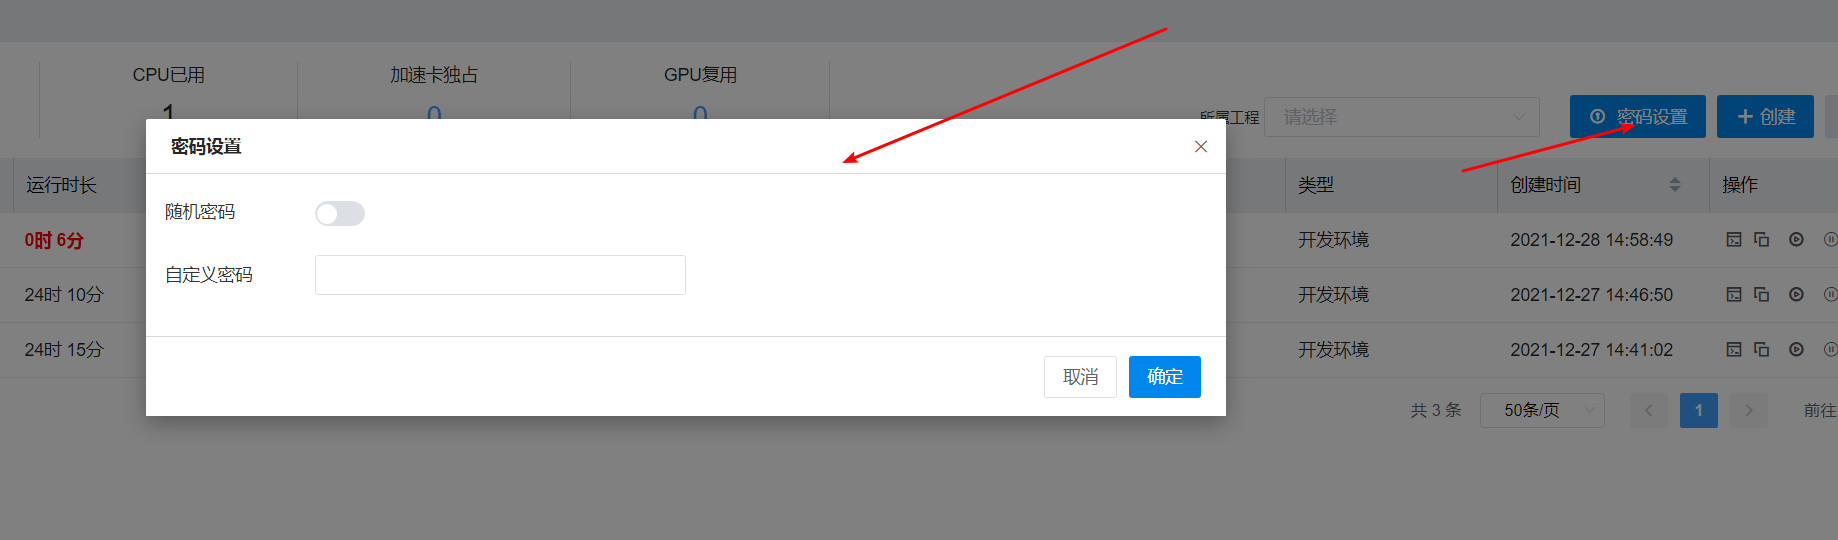 CPU已用
加速卡独占
GPU复用
1
0
0
所属工程
请选择
密码设置
创建
密码设置
随机密码
自定义密码
取消
确定
运行时长
类型
创建时间
操作
0时 6分
开发环境
2021-12-28 14:58:49
24时 10分
开发环境
2021-12-27 14:46:50
24时 15分
开发环境
2021-12-27 14:41:02
共 3 条
50条/页
1
前往